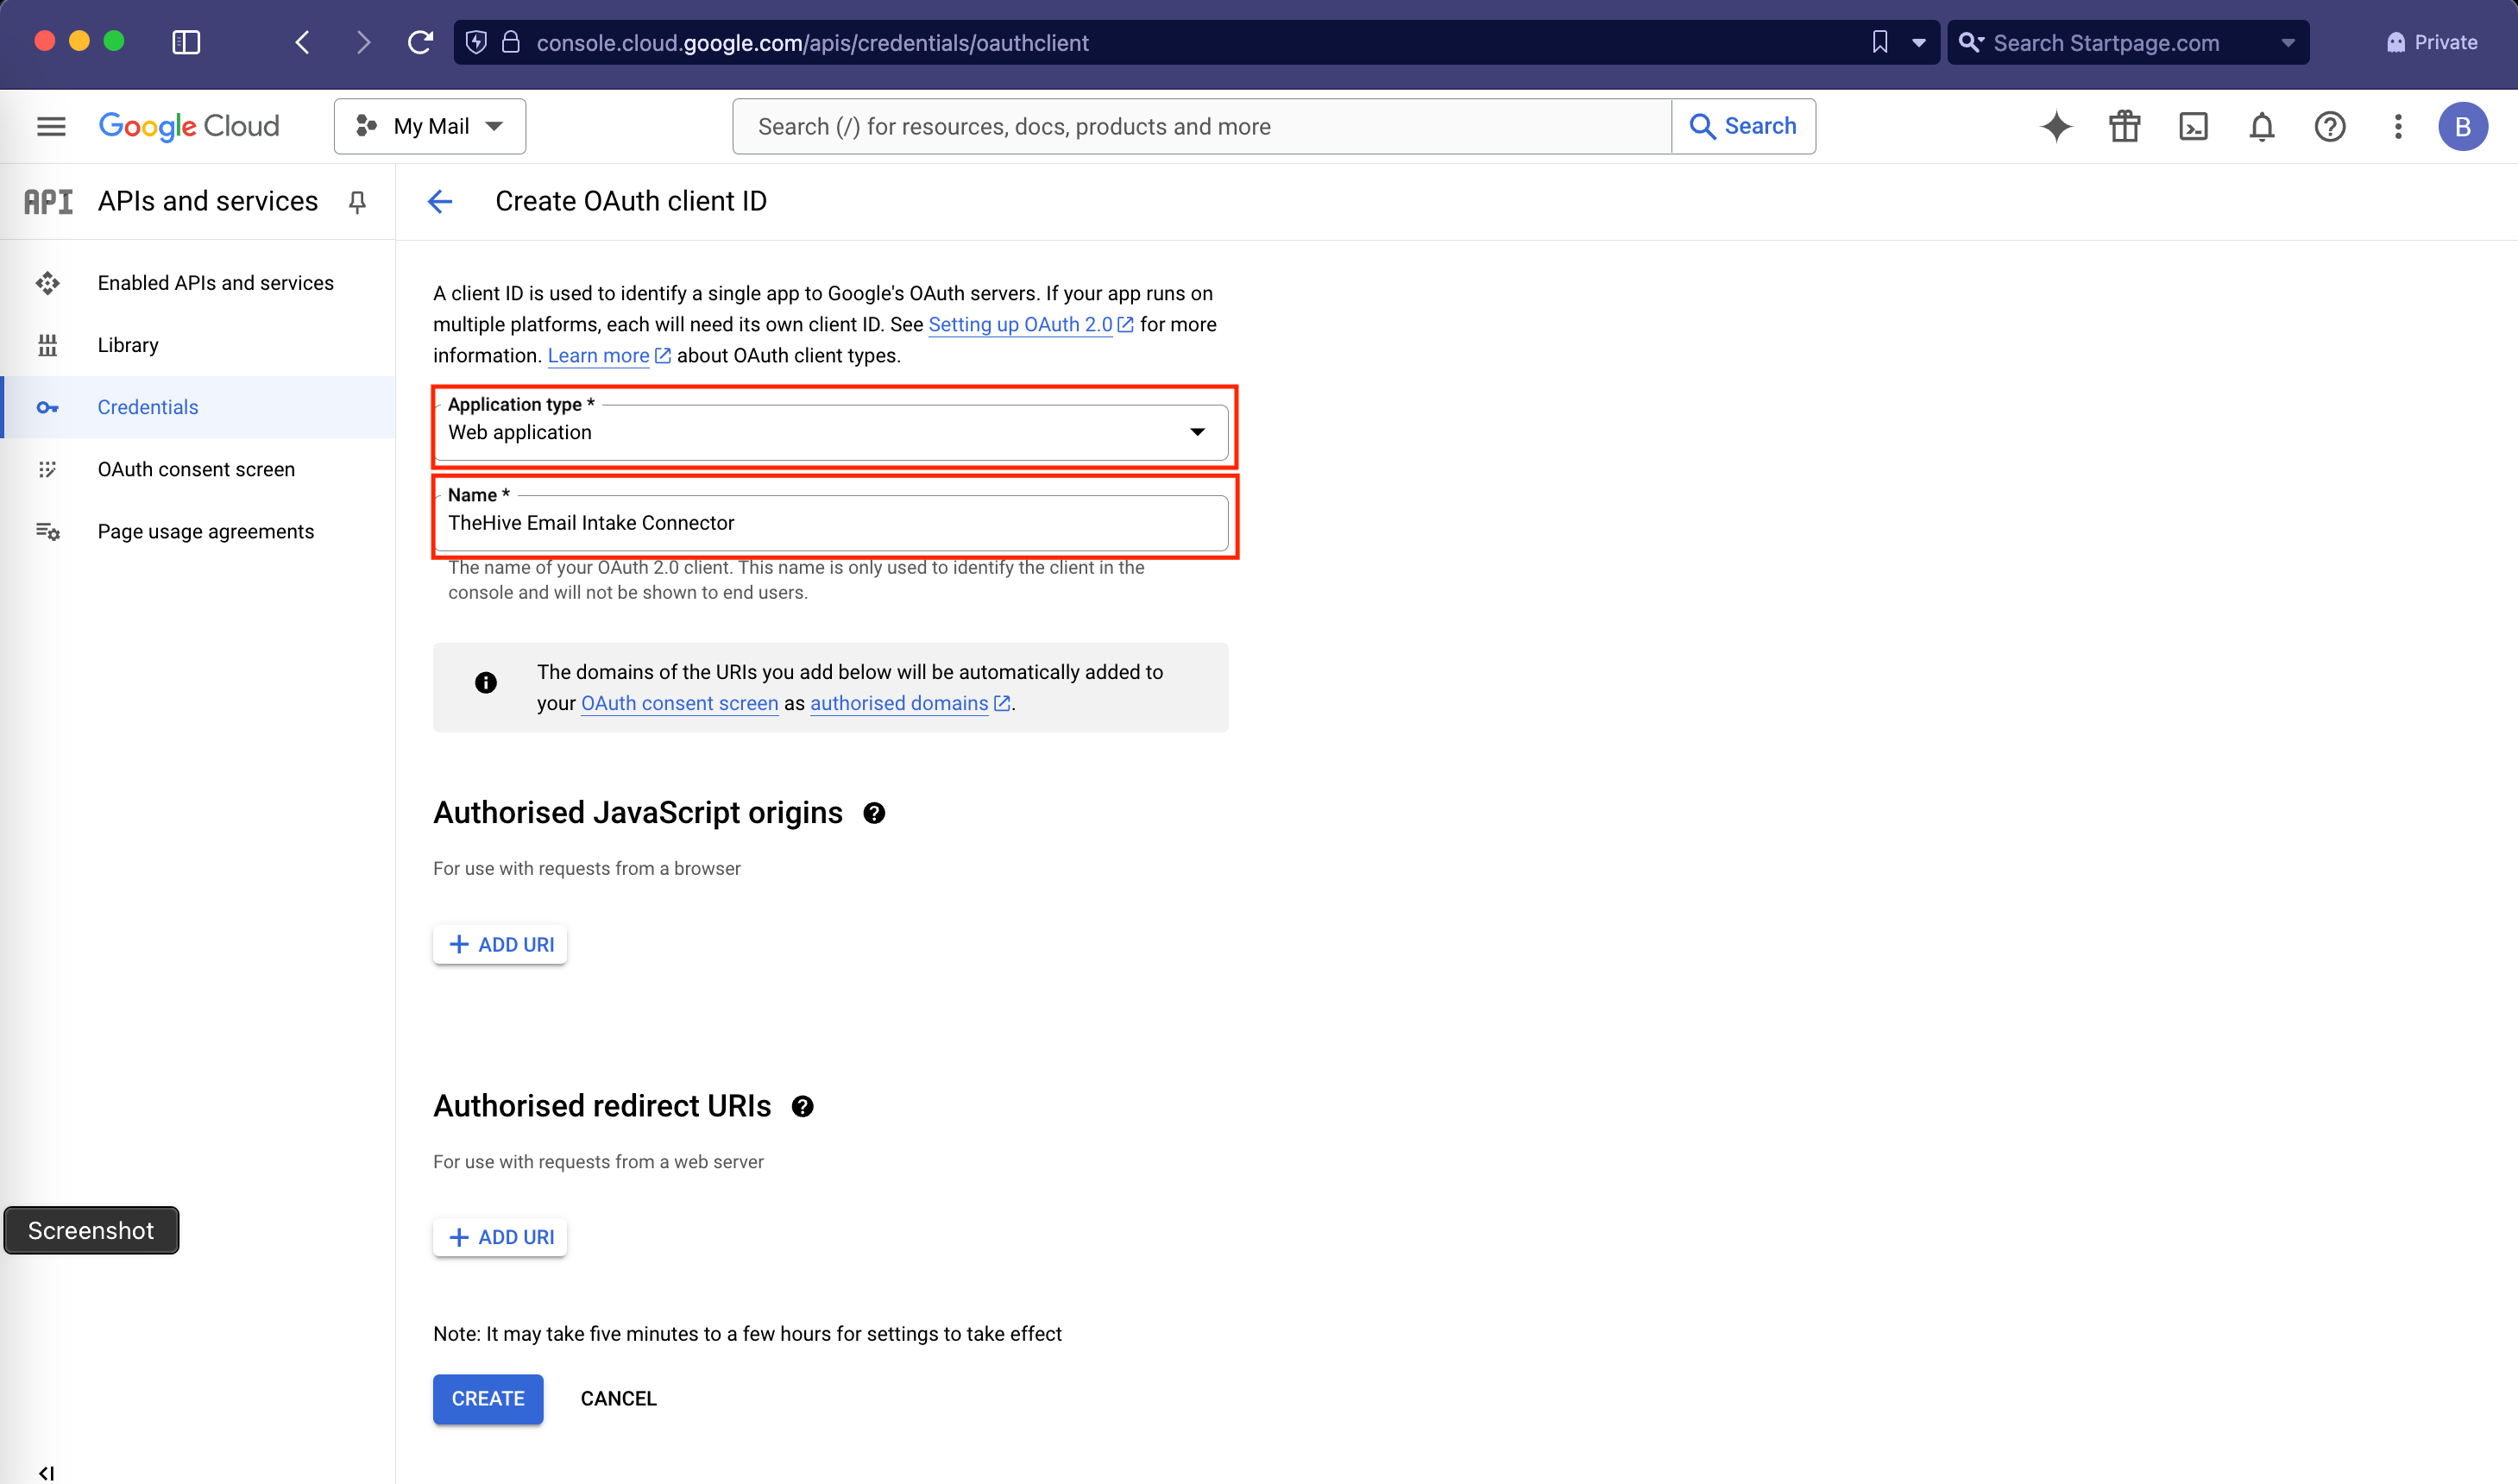 console.cloud.google.com/apis/credentials/oauthclient
Search Startpage.com
Private
Google Cloud
My Mail
Search (/) for resources, docs, products and more
Search
B
API
APIs and services
Create OAuth client ID
Enabled APIs and services
Library
Credentials
OAuth consent screen
Page usage agreements
A client ID is used to identify a single app to Google's OAuth servers. If your app runs on
multiple platforms, each will need its own client ID. See Setting up OAuth 2.0 for more
information. Learn more about OAuth client types.
Application type *
Web application
Name *
TheHive Email Intake Connector
The name of your OAuth 2.0 client. This name is only used to identify the client in the
console and will not be shown to end users.
The domains of the URIs you add below will be automatically added to
your OAuth consent screen as authorised domains.
Authorised JavaScript origins
For use with requests from a browser
+ ADD URI
Authorised redirect URIs
For use with requests from a web server
+ ADD URI
Screenshot
Note: It may take five minutes to a few hours for settings to take effect
CREATE
CANCEL